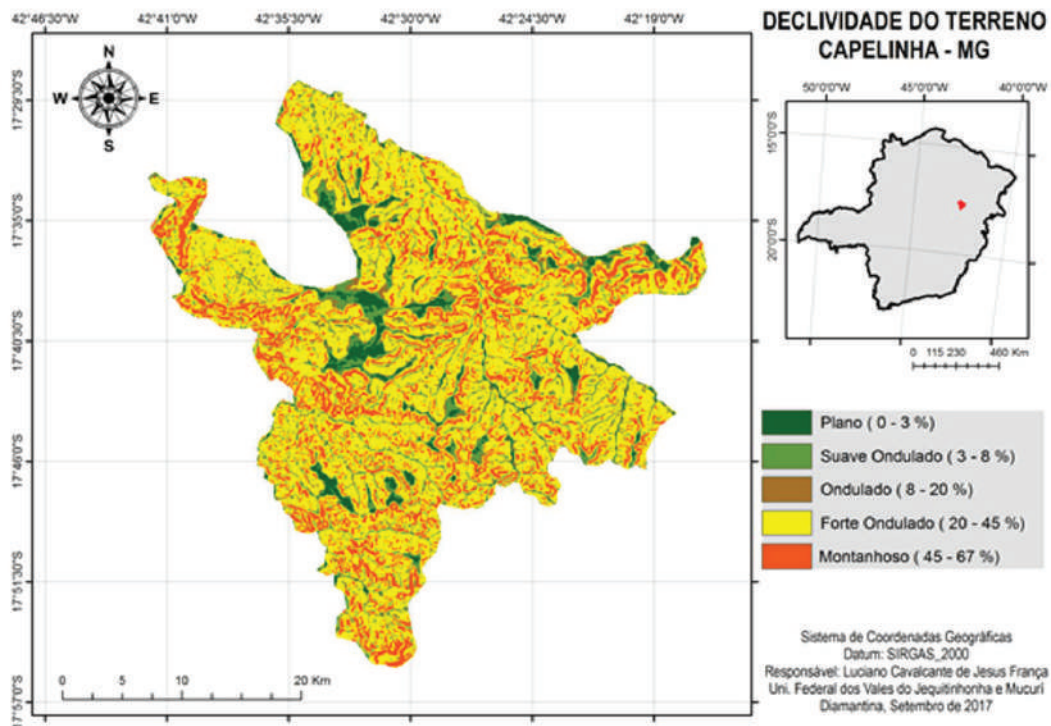 42°46'30"W 42°41'0"W 42°35'30"W 42°30'0"W 42°24'30"W 42°19'0"W
DECLIVIDADE DO TERRENO
CAPELINHA - MG
N
W E
S
17°29'30"S
17°35'0"S
17°40'30"S
17°46'0"S
17°51'30"S
17°57'0"S
0 5 10 20 Km
50°0'0"W 45°0'0"W 40°0'0"W
15°0'0"S
20°0'0"S
0 115 230 460 Km
Plano ( 0 - 3 %)
Suave Ondulado ( 3 - 8 %)
Ondulado ( 8 - 20 %)
Forte Ondulado ( 20 - 45 %)
Montanhoso ( 45 - 67 %)
Sistema de Coordenadas Geográficas
Datum: SIRGAS_2000
Responsável: Luciano Cavalcante de Jesus França
Uni. Federal dos Vales do Jequitinhonha e Mucurí
Diamantina, Setembro de 2017